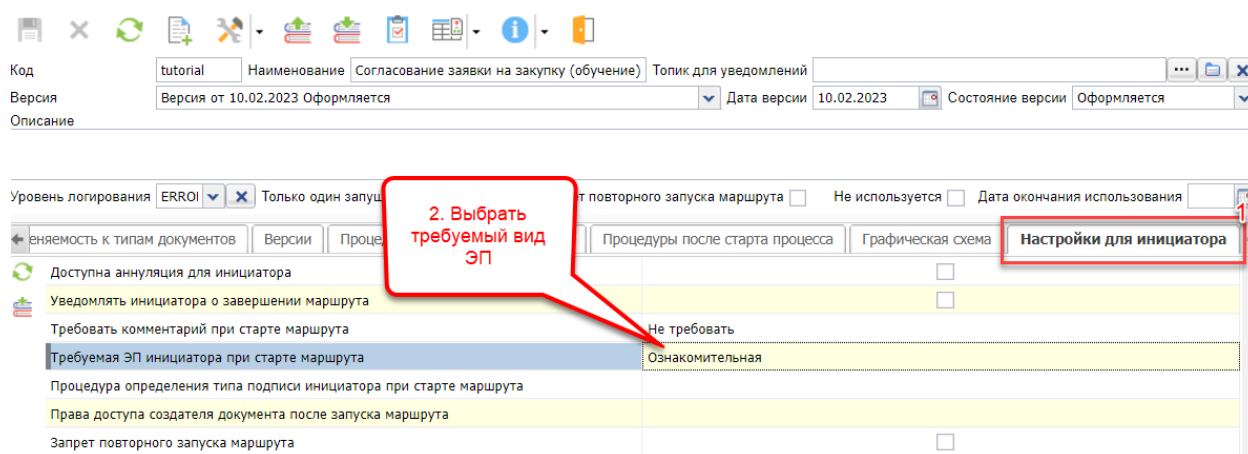 Код tutorial Наименование Согласование заявки на закупку (обучение) Топик для уведомлений
Версия Версия от 10.02.2023 Оформляется Дата версии 10.02.2023 Состояние версии Оформляется
Описание
Уровень логирования ERROI Только один запущ т повторного запуска маршрута Не используется Дата окончания использования
1
2. Выбрать
требуемый вид
ЭП
еняемость к типам документов Версии Процед Процедуры после старта процесса Графическая схема Настройки для инициатора
Доступна аннуляция для инициатора
Уведомлять инициатора о завершении маршрута
Требовать комментарий при старте маршрута Не требовать
Требуемая ЭП инициатора при старте маршрута Ознакомительная
Процедура определения типа подписи инициатора при старте маршрута
Права доступа создателя документа после запуска маршрута
Запрет повторного запуска маршрута